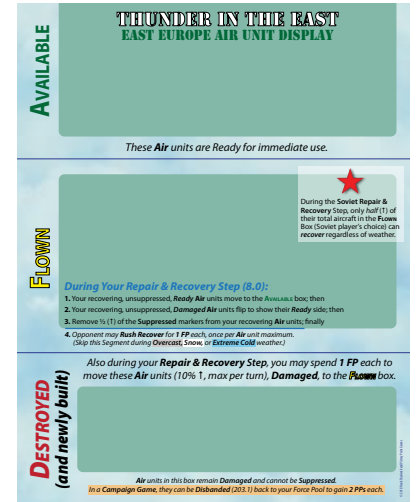 THUNDER IN THE EAST
EAST EUROPE AIR UNIT DISPLAY
AVAILABLE
These Air units are Ready for immediate use.
During the Soviet Repair &
Recovery Step, only half (↑) of
their total aircraft in the FLOWN
Box (Soviet player's choice) can
recover regardless of weather.
FLOWN
During Your Repair & Recovery Step (8.0):
1. Your recovering, unsuppressed, Ready Air units move to the AVAILABLE box; then
2. Your recovering, unsuppressed, Damaged Air units flip to show their Ready side; then
3. Remove ½ (↑) of the Suppressed markers from your recovering Air units; finally
4. Opponent may Rush Recover for 1 FP each, once per Air unit maximum.
(Skip this Segment during Overcast, Snow, or Extreme Cold weather.)
Also during your Repair & Recovery Step, you may spend 1 FP each to
move these Air units (10% ↑, max per turn), Damaged, to the FLOWN box.
DESTROYED
(and newly built)
Air units in this box remain Damaged and cannot be Suppressed.
In a Campaign Game, they can be Disbanded (203.1) back to your Force Pool to gain 2 PPs each.